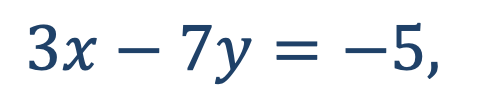 3x − 7y = −5,